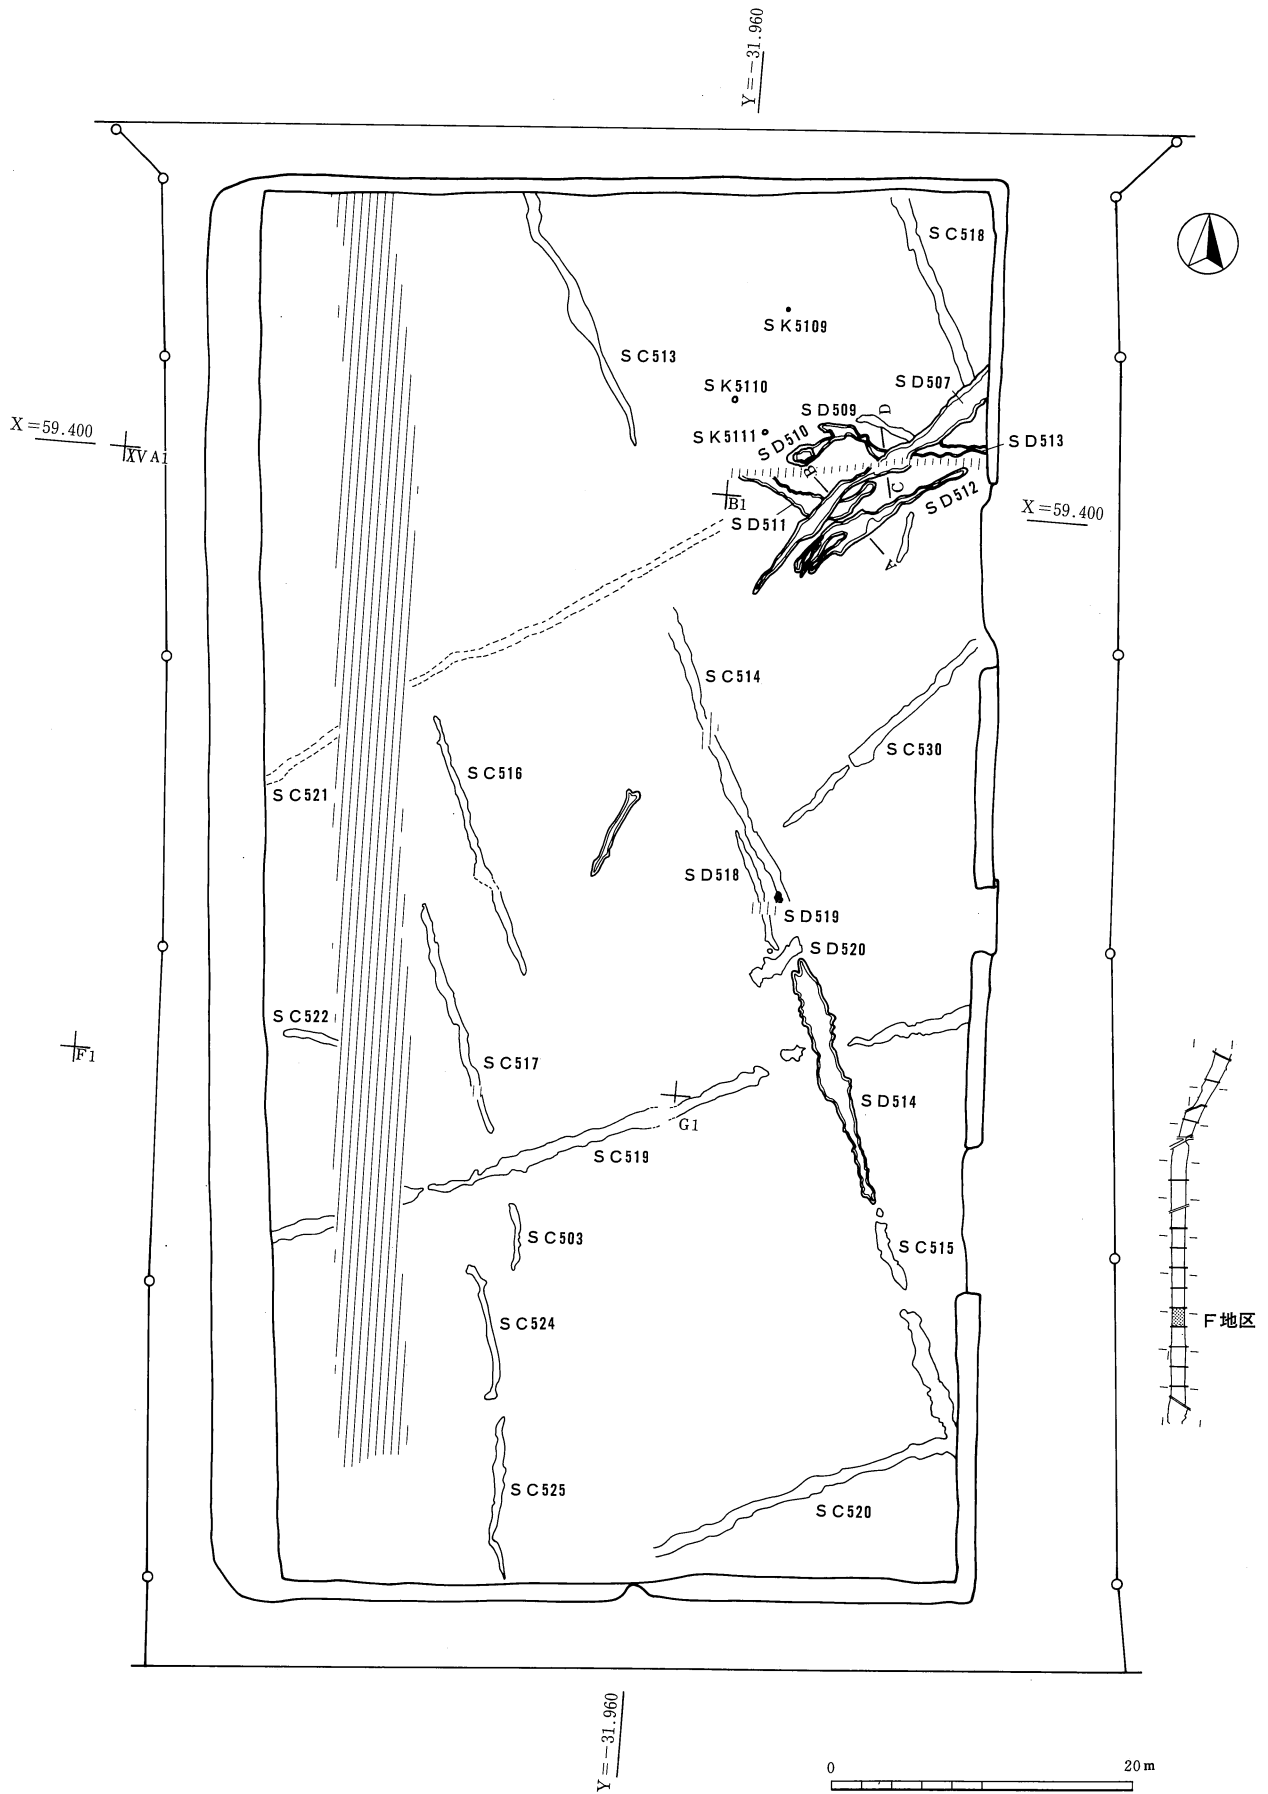 Y=-31.960
SC518
SK5109
SC513
SK5110
SD507
SD509
D
X=59.400
XVA1
SK5111
SD510
SD513
B
C
B1
SD511
SD512
X=59.400
A
SC514
SC530
SC516
SC521
SD518
SD519
SD520
SC522
F1
SC517
SD514
G1
SC519
SC503
SC515
SC524
F地区
SC525
SC520
Y=-31.960
0 20m